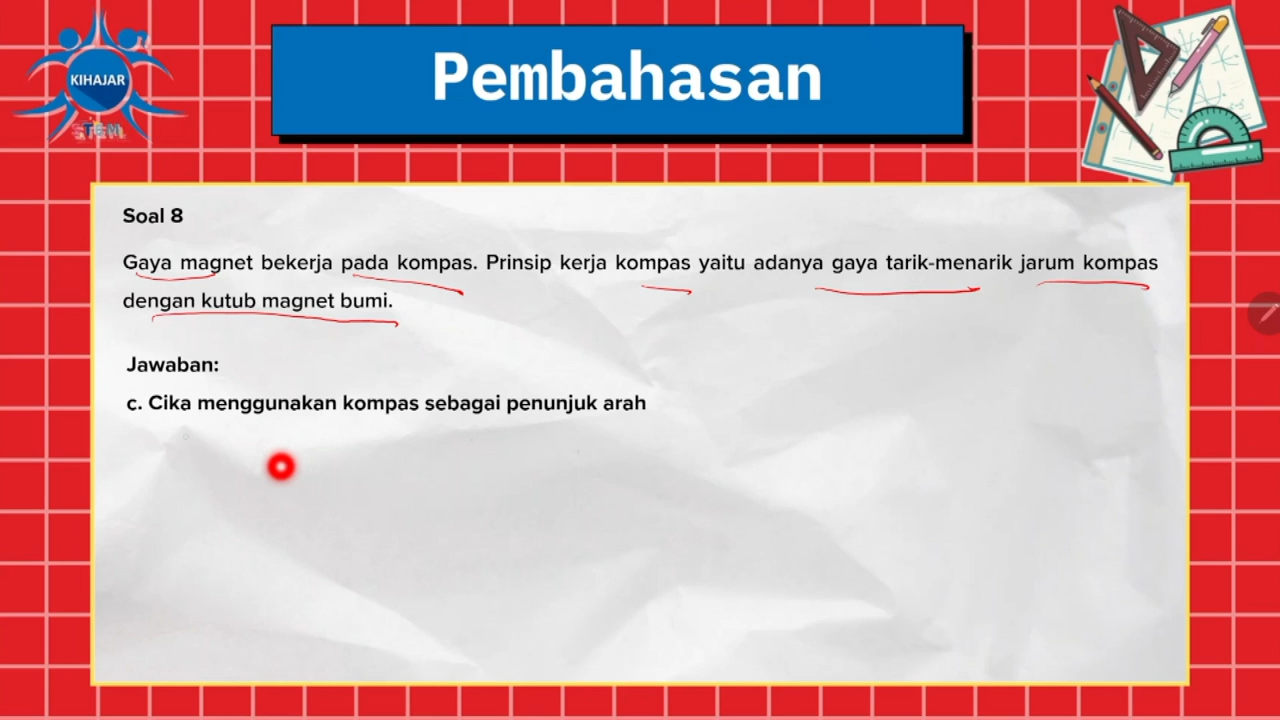 KIHAJAR
STEM
Pembahasan
Soal 8
Gaya magnet bekerja pada kompas. Prinsip kerja kompas yaitu adanya gaya tarik-menarik jarum kompas
dengan kutub magnet bumi.
Jawaban:
c. Cika menggunakan kompas sebagai penunjuk arah